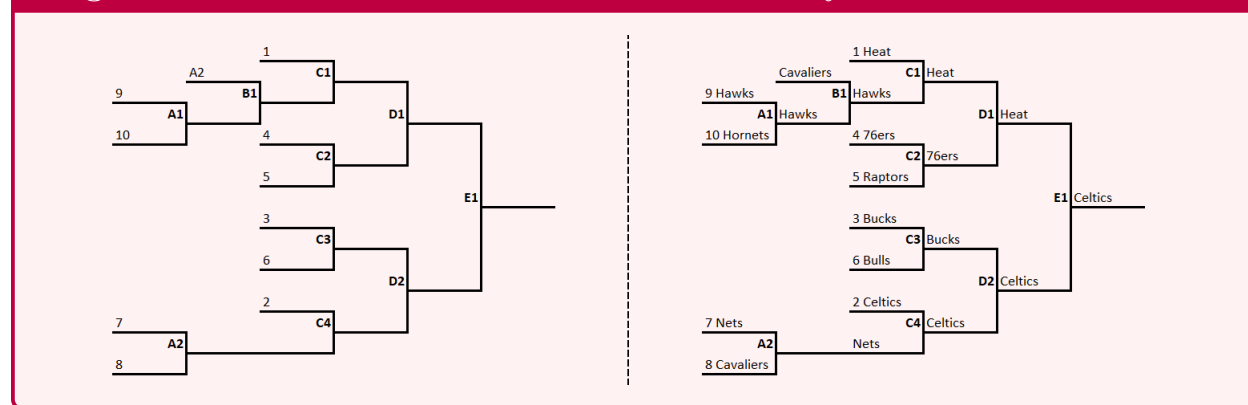 1
A2
C1
B1
9
A1
D1
10
4
C2
5
E1
3
C3
6
D2
2
C4
7
A2
8
1 Heat
Cavaliers
C1 Heat
9 Hawks
B1 Hawks
A1 Hawks
D1 Heat
10 Hornets
4 76ers
C2 76ers
5 Raptors
E1 Celtics
3 Bucks
C3 Bucks
6 Bulls
D2 Celtics
2 Celtics
7 Nets
C4 Celtics
A2
Nets
8 Cavaliers